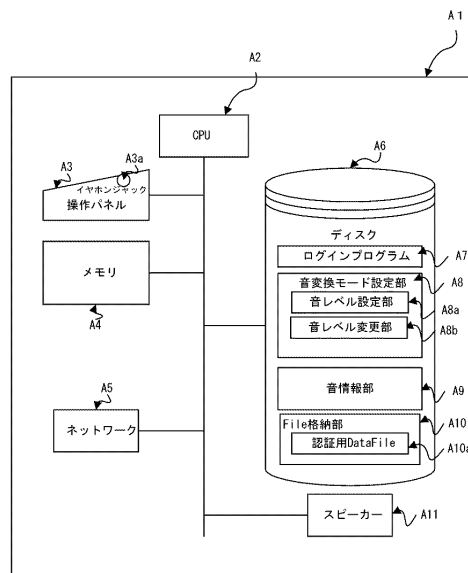 A1
A2
CPU
A3
A3a
イヤホンジャック
操作パネル
メモリ
A4
A5
ネットワーク
A6
ディスク
ログインプログラム
A7
音変換モード設定部
A8
音レベル設定部
A8a
音レベル変更部
A8b
音情報部
A9
File格納部
A10
認証用DataFile
A10a
スピーカー
A11